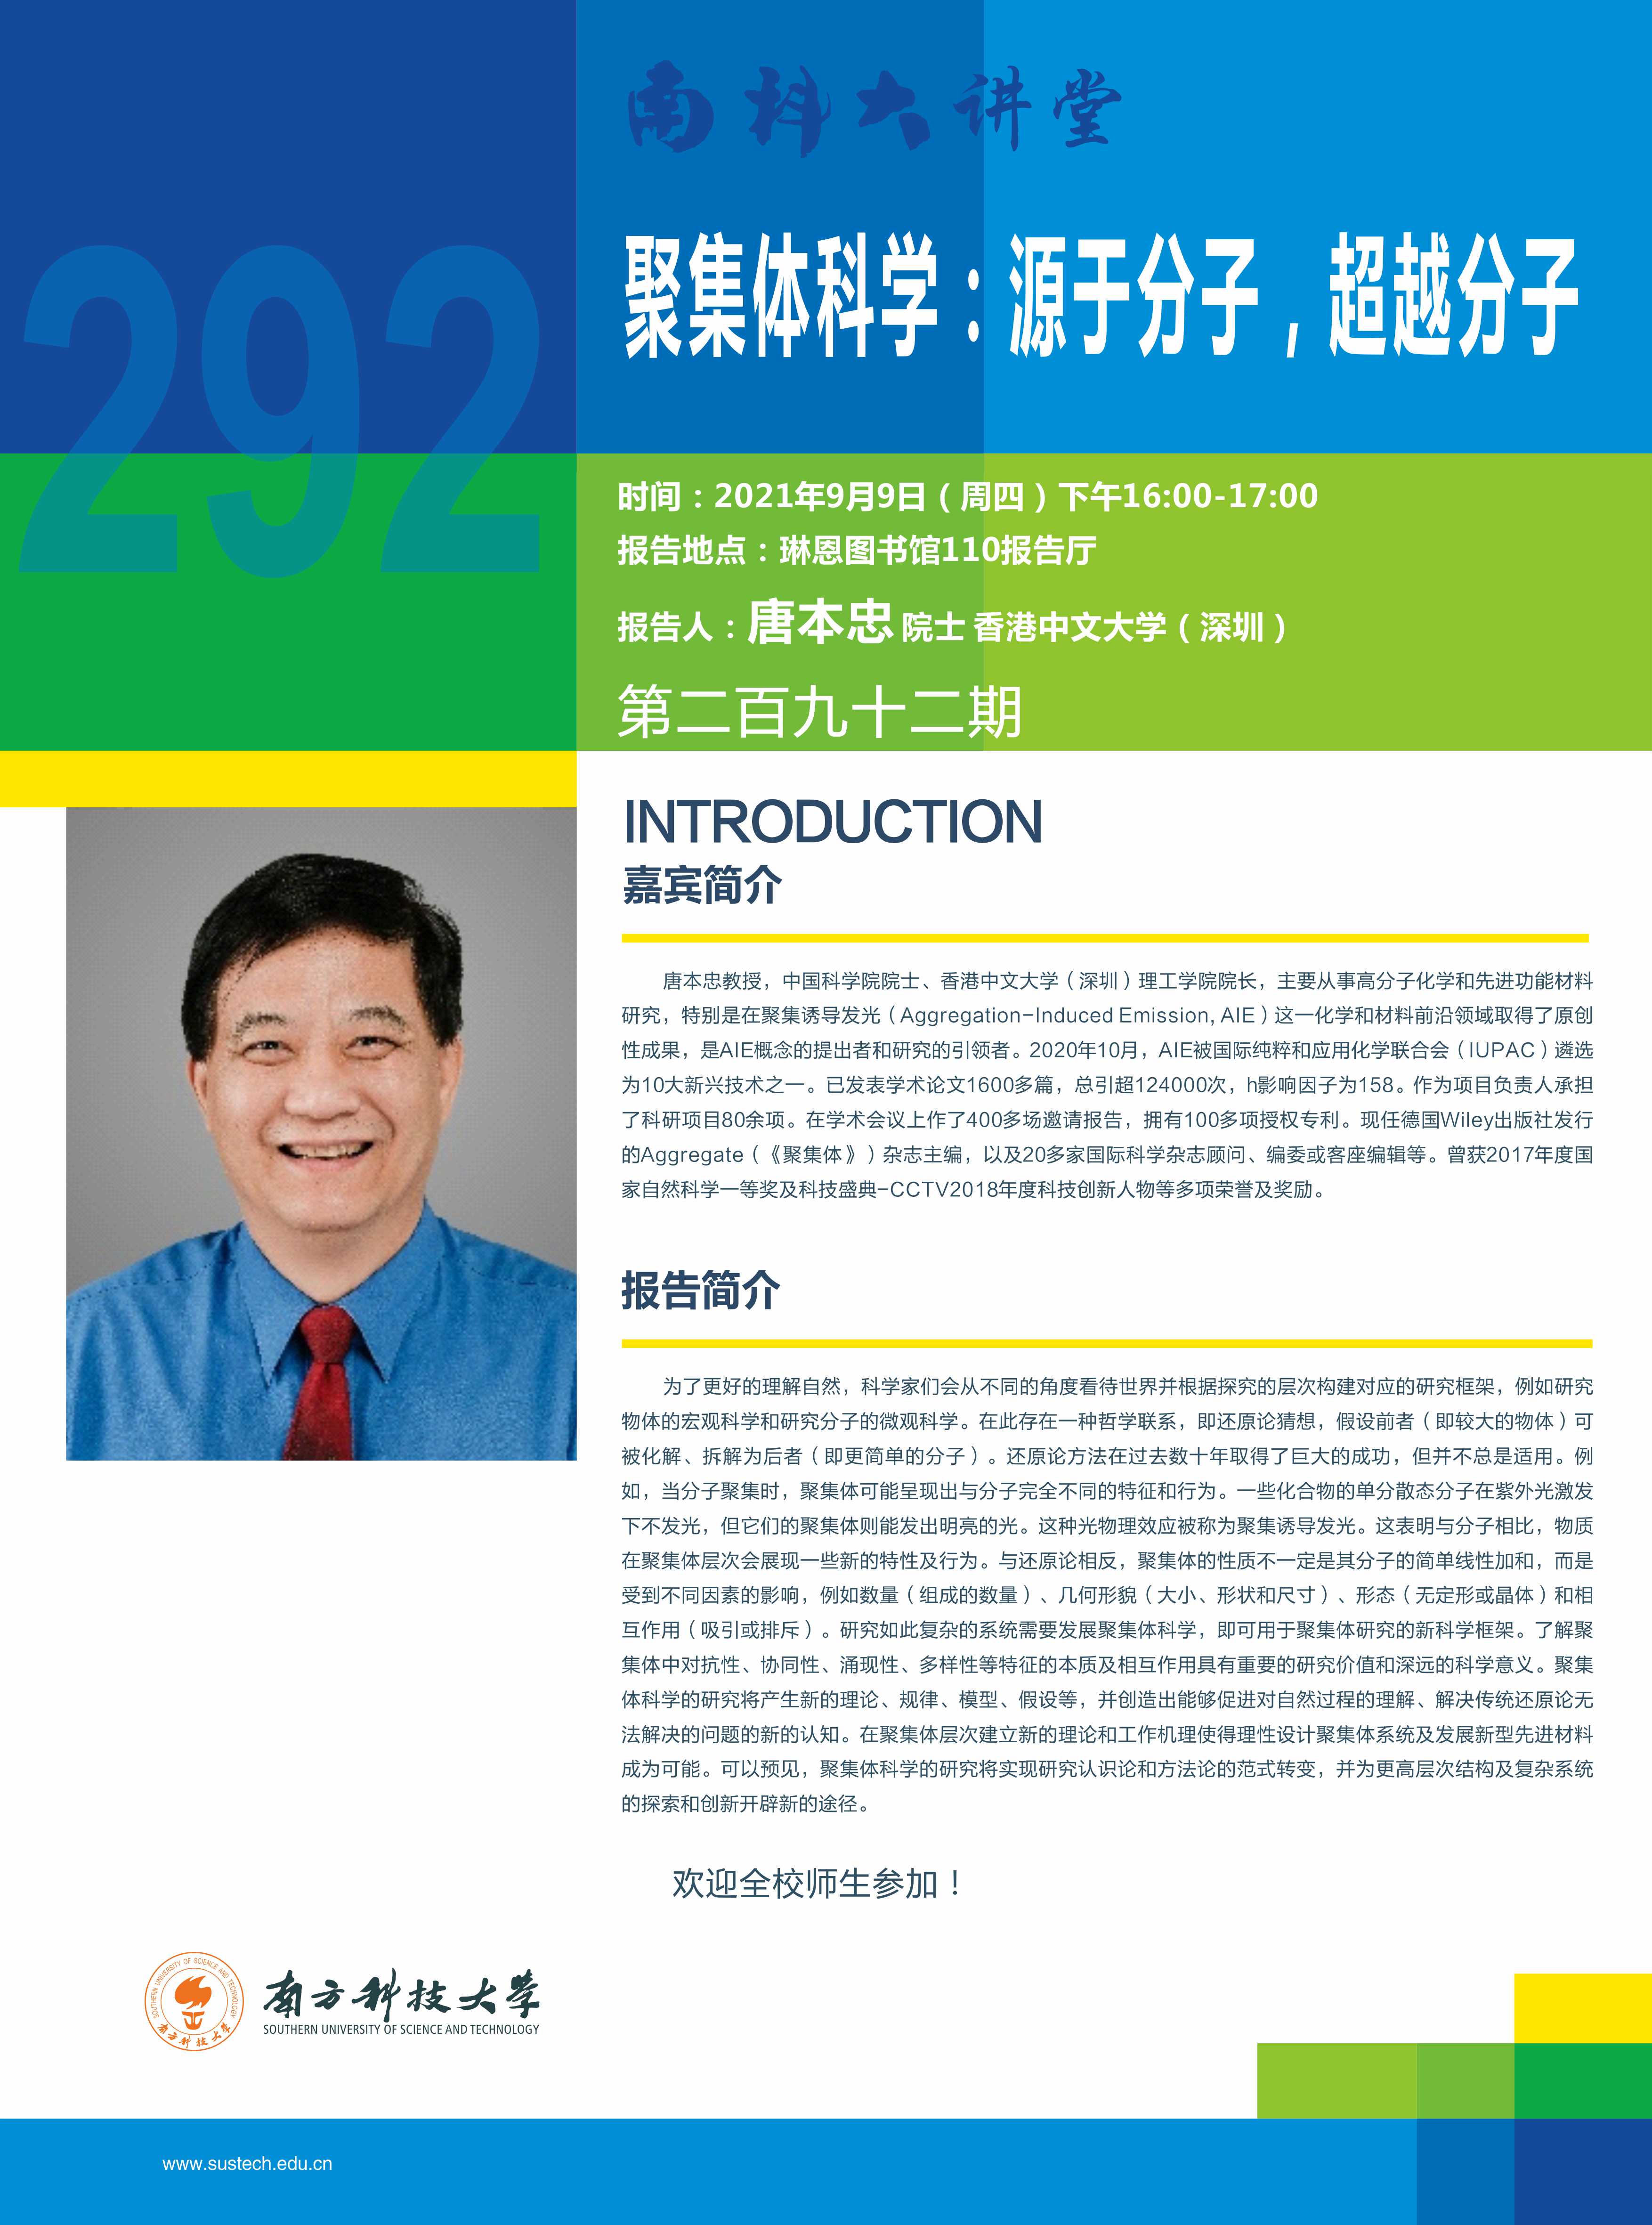 南科大讲堂
292
聚集体科学：源于分子，超越分子
时间：2021年9月9日（周四）下午16:00-17:00
报告地点：琳恩图书馆110报告厅
报告人：唐本忠 院士 香港中文大学（深圳）
第二百九十二期
INTRODUCTION
嘉宾简介
唐本忠教授，中国科学院院士、香港中文大学（深圳）理工学院院长，主要从事高分子化学和先进功能材料
研究，特别是在聚集诱导发光（Aggregation-Induced Emission, AIE）这一化学和材料前沿领域取得了原创
性成果，是AIE概念的提出者和研究的引领者。2020年10月，AIE被国际纯粹和应用化学联合会（IUPAC）遴选
为10大新兴技术之一。已发表学术论文1600多篇，总引超124000次，h影响因子为158。作为项目负责人承担
了科研项目80余项。在学术会议上作了400多场邀请报告，拥有100多项授权专利。现任德国Wiley出版社发行
的Aggregate（《聚集体》）杂志主编，以及20多家国际科学杂志顾问、编委或客座编辑等。曾获2017年度国
家自然科学一等奖及科技盛典-CCTV2018年度科技创新人物等多项荣誉及奖励。
报告简介
为了更好的理解自然，科学家们会从不同的角度看待世界并根据探究的层次构建对应的研究框架，例如研究
物体的宏观科学和研究分子的微观科学。在此存在一种哲学联系，即还原论猜想，假设前者（即较大的物体）可
被化解、拆解为后者（即更简单的分子）。还原论方法在过去数十年取得了巨大的成功，但并不总是适用。例
如，当分子聚集时，聚集体可能呈现出与分子完全不同的特征和行为。一些化合物的单分散态分子在紫外光激发
下不发光，但它们的聚集体则能发出明亮的光。这种光物理效应被称为聚集诱导发光。这表明与分子相比，物质
在聚集体层次会展现一些新的特性及行为。与还原论相反，聚集体的性质不一定是其分子的简单线性加和，而是
受到不同因素的影响，例如数量（组成的数量）、几何形貌（大小、形状和尺寸）、形态（无定形或晶体）和相
互作用（吸引或排斥）。研究如此复杂的系统需要发展聚集体科学，即可用于聚集体研究的新科学框架。了解聚
集体中对抗性、协同性、涌现性、多样性等特征的本质及相互作用具有重要的研究价值和深远的科学意义。聚集
体科学的研究将产生新的理论、规律、模型、假设等，并创造出能够促进对自然过程的理解、解决传统还原论无
法解决的问题的新的认知。在聚集体层次建立新的理论和工作机理使得理性设计聚集体系统及发展新型先进材料
成为可能。可以预见，聚集体科学的研究将实现研究认识论和方法论的范式转变，并为更高层次结构及复杂系统
的探索和创新开辟新的途径。
欢迎全校师生参加！
SOUTHERN UNIVERSITY OF SCIENCE AND TECHNOLOGY
南方科技大学
南方科技大学
SOUTHERN UNIVERSITY OF SCIENCE AND TECHNOLOGY
www.sustech.edu.cn